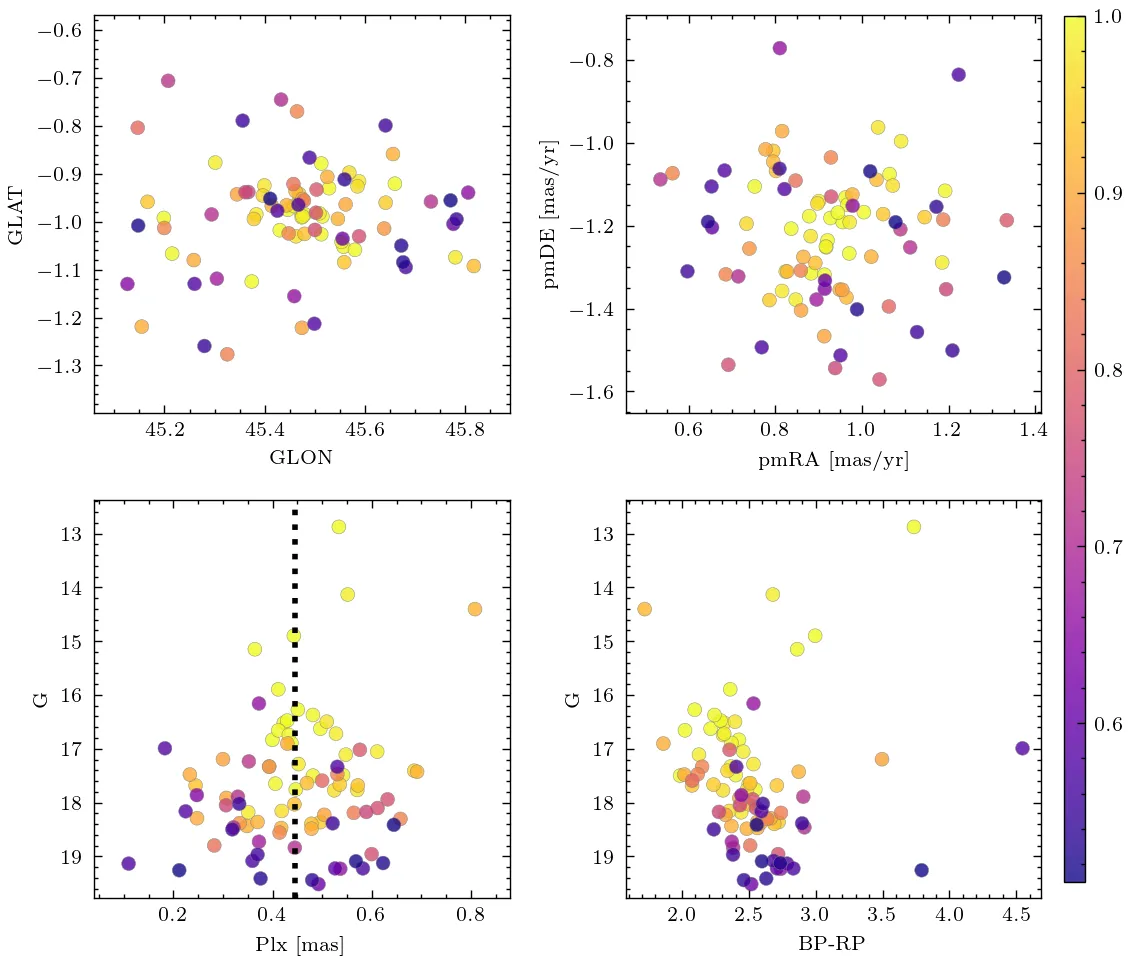 −0.6
−0.7
−0.8
−0.9
−1.0
−1.1
−1.2
−1.3
GLAT
45.2 45.4 45.6 45.8
GLON
−0.8
−1.0
−1.2
−1.4
−1.6
pmDE [mas/yr]
0.6 0.8 1.0 1.2 1.4
pmRA [mas/yr]
13
14
15
16
17
18
19
G
0.2 0.4 0.6 0.8
Plx [mas]
13
14
15
16
17
18
19
G
2.0 2.5 3.0 3.5 4.0 4.5
BP-RP
1.0
0.9
0.8
0.7
0.6